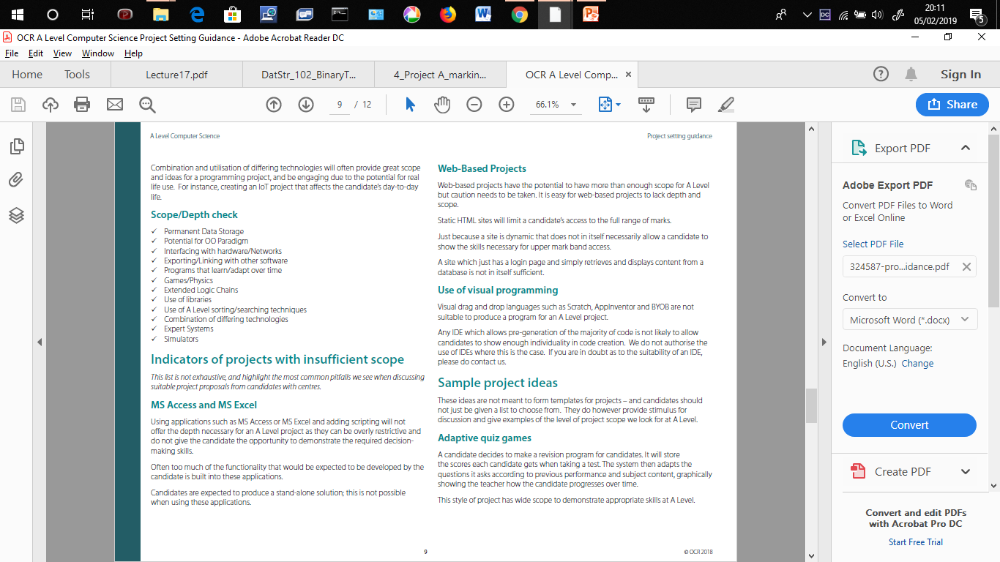 20:11
05/02/2019
5
DC
OCR A Level Computer Science Project Setting Guidance - Adobe Acrobat Reader DC
File Edit View Window Help
Home Tools Lecture17.pdf DatStr_102_BinaryT... 4_Project A_markin... OCR A Level Comp... × Sign In
9 / 12 66.1% Share
A Level Computer Science
Project setting guidance
Combination and utilisation of differing technologies will often provide great scope
and ideas for a programming project, and be engaging due to the potential for real
life use. For instance, creating an IoT project that affects the candidate's day-to-day
life.
Scope/Depth check
✓ Permanent Data Storage
✓ Potential for OO Paradigm
✓ Interfacing with hardware/Networks
✓ Exporting/Linking with other software
✓ Programs that learn/adapt over time
✓ Games/Physics
✓ Extended Logic Chains
✓ Use of libraries
✓ Use of A Level sorting/searching techniques
✓ Combination of differing technologies
✓ Expert Systems
✓ Simulators
Indicators of projects with insufficient scope
This list is not exhaustive, and highlight the most common pitfalls we see when discussing
suitable project proposals from candidates with centres.
MS Access and MS Excel
Using applications such as MS Access or MS Excel and adding scripting will not
offer the depth necessary for an A Level project as they can be overly restrictive and
do not give the candidate the opportunity to demonstrate the required decision-
making skills.
Often too much of the functionality that would be expected to be developed by the
candidate is built into these applications.
Candidates are expected to produce a stand-alone solution; this is not possible
when using these applications.
Web-Based Projects
Web-based projects have the potential to have more than enough scope for A Level
but caution needs to be taken. It is easy for web-based projects to lack depth and
scope.
Static HTML sites will limit a candidate's access to the full range of marks.
Just because a site is dynamic that does not in itself necessarily allow a candidate to
show the skills necessary for upper mark band access.
A site which just has a login page and simply retrieves and displays content from a
database is not in itself sufficient.
Use of visual programming
Visual drag and drop languages such as Scratch, AppInventor and BYOB are not
suitable to produce a program for an A Level project.
Any IDE which allows pre-generation of the majority of code is not likely to allow
candidates to show enough individuality in code creation. We do not authorise the
use of IDEs where this is the case. If you are in doubt as to the suitability of an IDE,
please do contact us.
Sample project ideas
These ideas are not meant to form templates for projects – and candidates should
not just be given a list to choose from. They do however provide stimulus for
discussion and give examples of the level of project scope we look for at A Level.
Adaptive quiz games
A candidate decides to make a revision program for candidates. It will store
the scores each candidate gets when taking a test. The system then adapts the
questions it asks according to previous performance and subject content, graphically
showing the teacher how the candidate progresses over time.
This style of project has wide scope to demonstrate appropriate skills at A Level.
9
© OCR 2018
Export PDF
Adobe Export PDF
Convert PDF Files to Word
or Excel Online
Select PDF File
324587-pro...idance.pdf
Convert to
Microsoft Word (*.docx)
Document Language:
English (U.S.) Change
Convert
Create PDF
Convert and edit PDFs
with Acrobat Pro DC
Start Free Trial